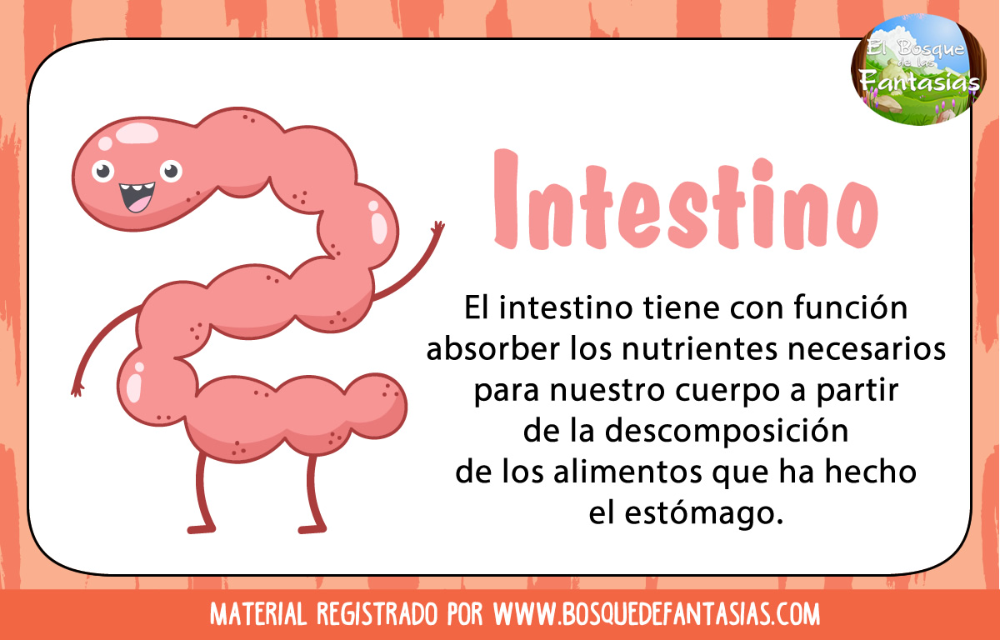 El Bosque
de las
Fantasías
Intestino
El intestino tiene con función
absorber los nutrientes necesarios
para nuestro cuerpo a partir
de la descomposición
de los alimentos que ha hecho
el estómago.
MATERIAL REGISTRADO POR WWW.BOSQUEDEFANTASIAS.COM